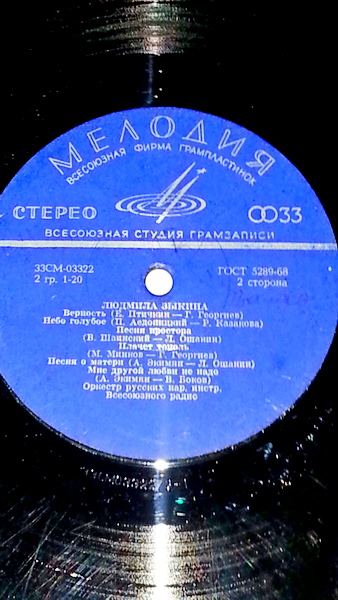 МЕЛОДИЯ
ВСЕСОЮЗНАЯ ФИРМА ГРАМПЛАСТИНОК
СТЕРЕО
33
ВСЕСОЮЗНАЯ СТУДИЯ ГРАМЗАПИСИ
33СМ-03322
ГОСТ 5289-68
2 гр. 1-20
2 сторона
ЛЮДМИЛА ЗЫКИНА
Верность (Е. Птичкин — Г. Георгиев)
Небо голубое (П. Аедоницкий — Р. Казакова)
Песня простора
(В. Шаинский — Л. Ошанин)
Плачет тополь
(М. Минков — Г. Георгиев)
Песня о матери (А. Экимян — Л. Ошанин)
Мне другой любви не надо
(А. Экимян — В. Боков)
Оркестр русских нар. инстр.
Всесоюзного радио